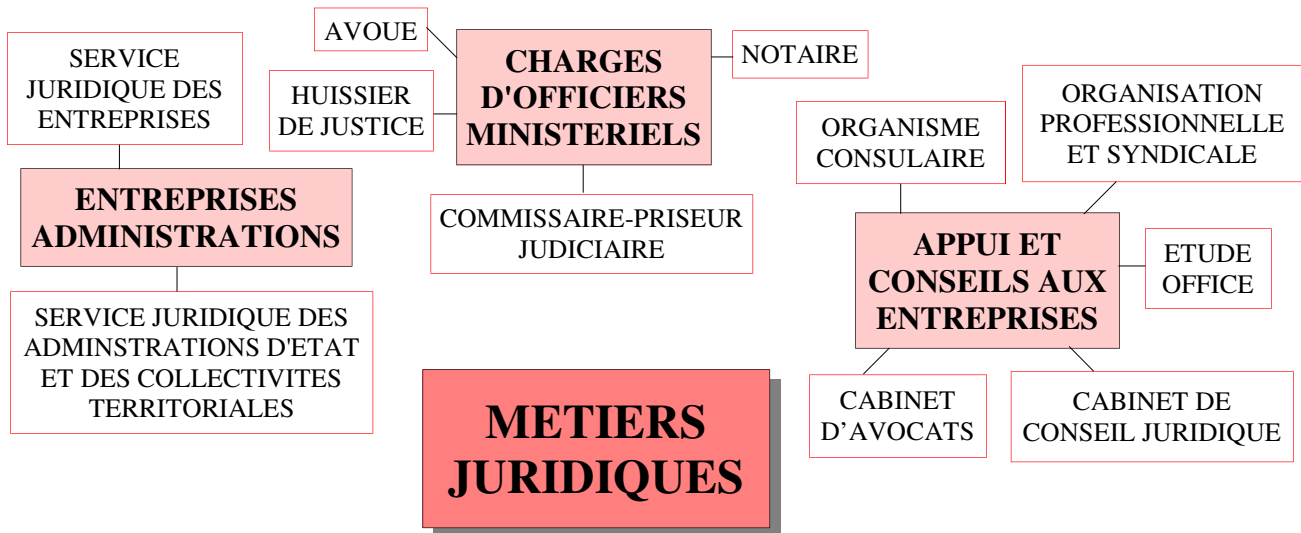 SERVICE
JURIDIQUE DES
ENTREPRISES
ENTREPRISES
ADMINISTRATIONS
SERVICE JURIDIQUE DES
ADMINSTRATIONS D'ETAT
ET DES COLLECTIVITES
TERRITORIALES
AVOUE
HUISSIER
DE JUSTICE
CHARGES
D'OFFICIERS
MINISTERIELS
NOTAIRE
COMMISSAIRE-PRISEUR
JUDICIAIRE
ORGANISME
CONSULAIRE
ORGANISATION
PROFESSIONNELLE
ET SYNDICALE
APPUI ET
CONSEILS AUX
ENTREPRISES
ETUDE
OFFICE
CABINET
D’AVOCATS
CABINET DE
CONSEIL JURIDIQUE
METIERS
JURIDIQUES